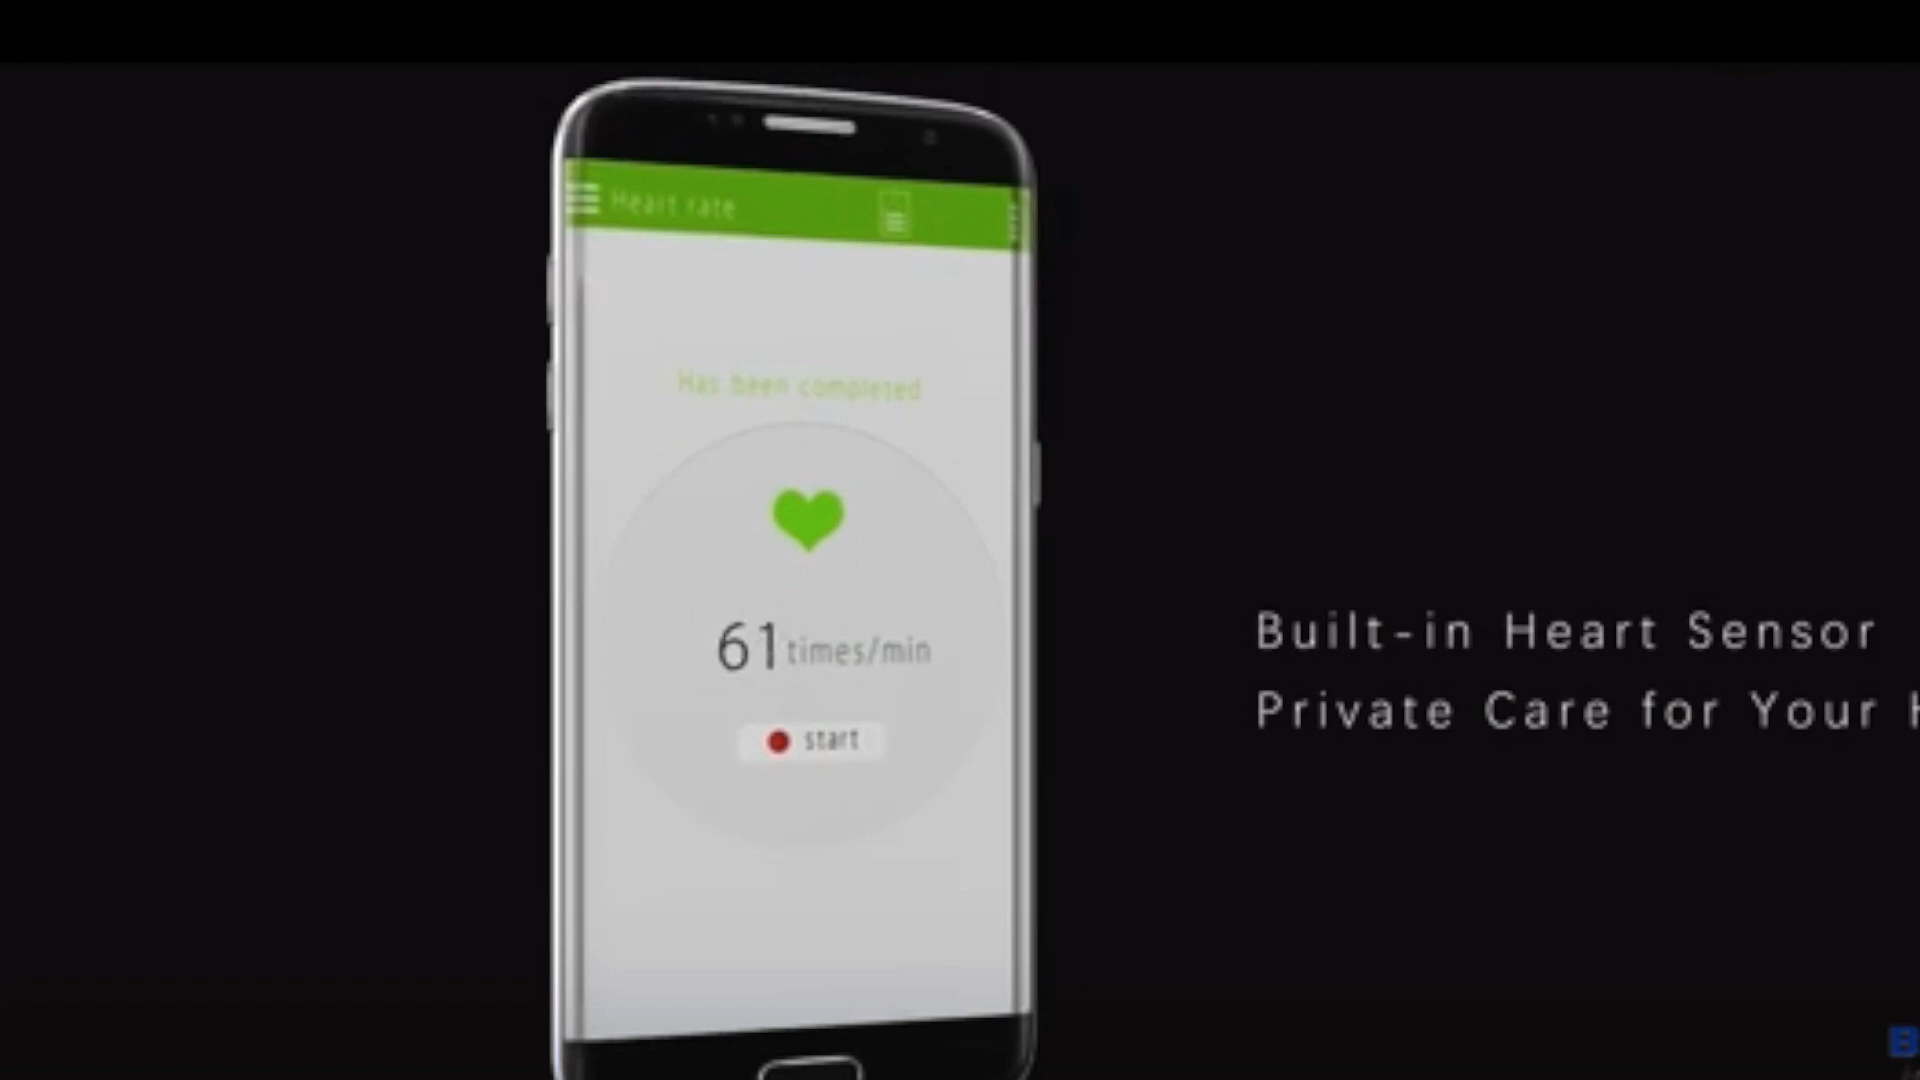 Heart rate
Has been completed
61 times/min
start
Built-in Heart Sensor
Private Care for Your